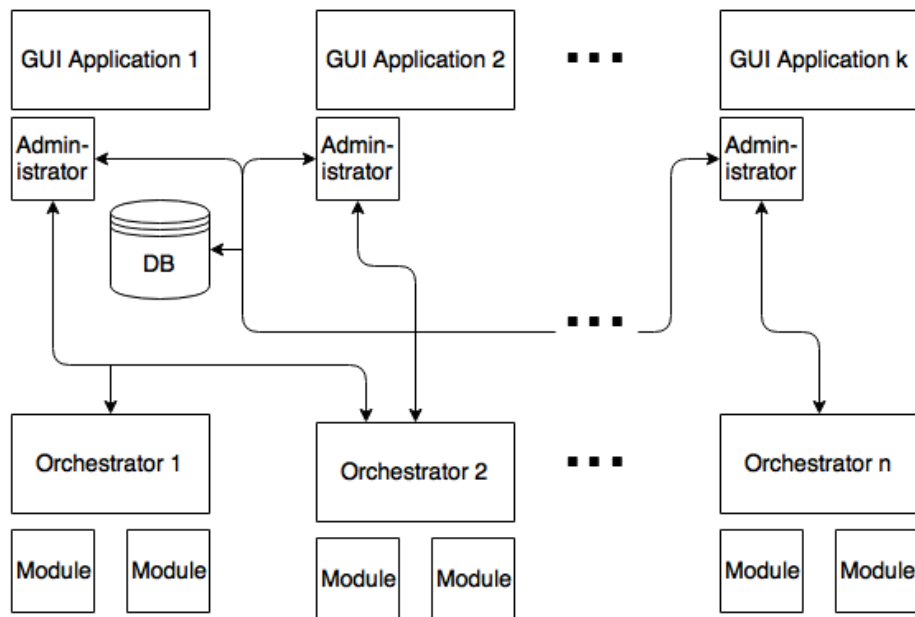 GUI Application 1
GUI Application 2
GUI Application k
Admin-
istrator
Admin-
istrator
Admin-
istrator
DB
Orchestrator 1
Orchestrator 2
Orchestrator n
Module
Module
Module
Module
Module
Module